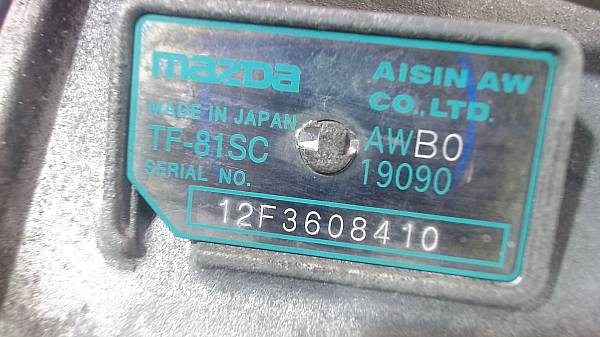 mazda
AISIN AW
CO.,LTD.
MADE IN JAPAN
TF-81SC
AWB0
SERIAL NO.
19090
12F3608410